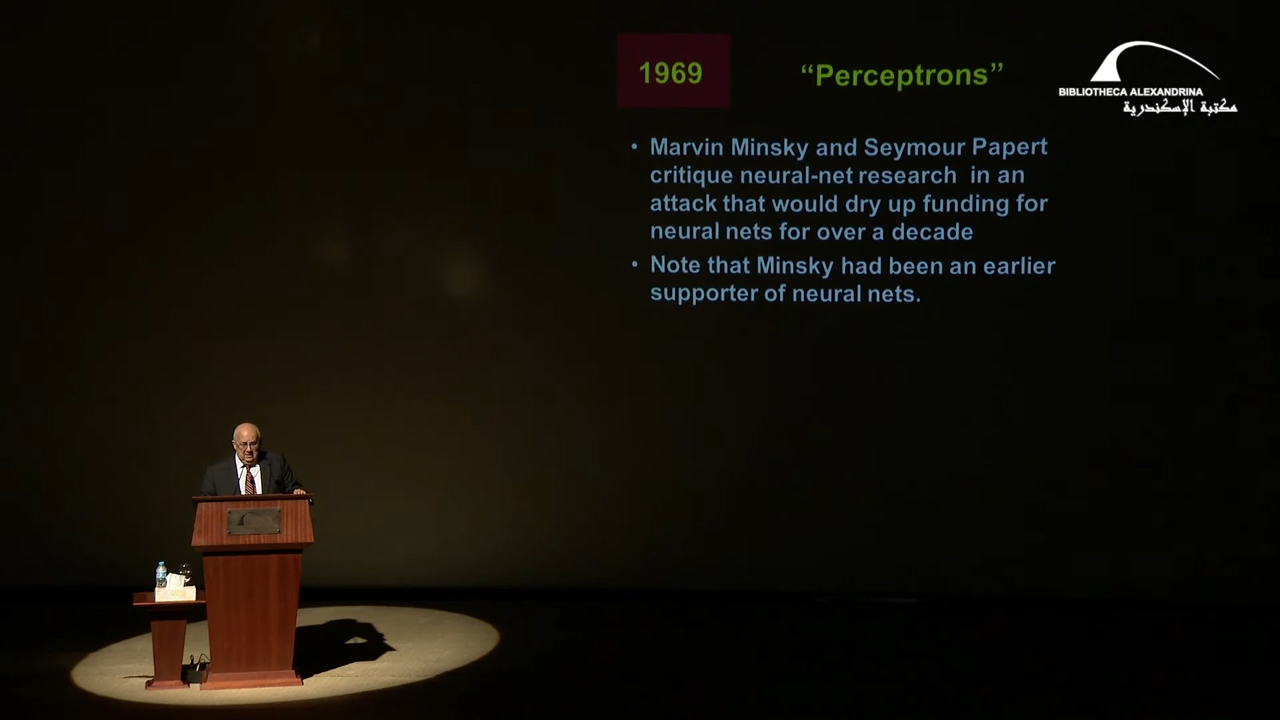 1969
“Perceptrons”
BIBLIOTHECA ALEXANDRINA
مكتبة الإسكندرية
• Marvin Minsky and Seymour Papert
critique neural-net research in an
attack that would dry up funding for
neural nets for over a decade
• Note that Minsky had been an earlier
supporter of neural nets.